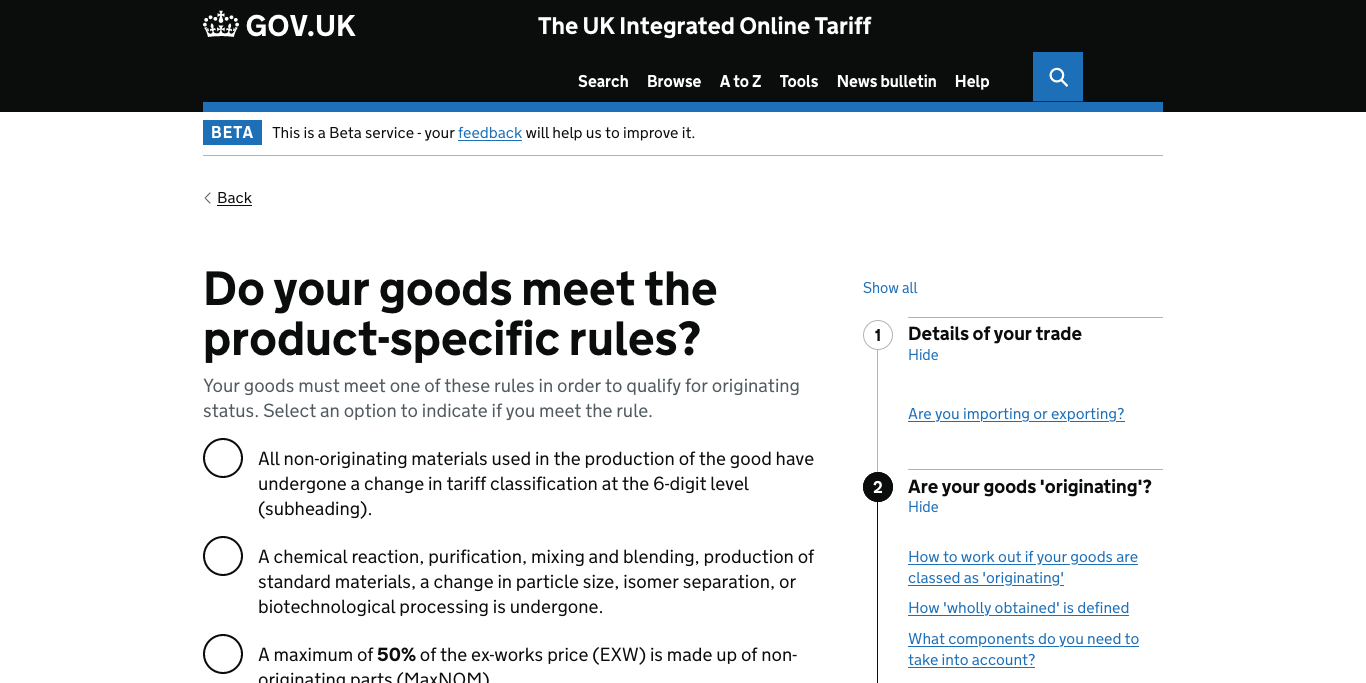 GOV.UK
The UK Integrated Online Tariff
Search Browse A to Z Tools News bulletin Help
BETA This is a Beta service - your feedback will help us to improve it.
Back
Do your goods meet the
product-specific rules?
Your goods must meet one of these rules in order to qualify for originating
status. Select an option to indicate if you meet the rule.
All non-originating materials used in the production of the good have
undergone a change in tariff classification at the 6-digit level
(subheading).
A chemical reaction, purification, mixing and blending, production of
standard materials, a change in particle size, isomer separation, or
biotechnological processing is undergone.
A maximum of 50% of the ex-works price (EXW) is made up of non-
originating parts (MaxNOM).
Show all
1 Details of your trade
Hide
Are you importing or exporting?
2 Are your goods 'originating'?
Hide
How to work out if your goods are
classed as 'originating'
How 'wholly obtained' is defined
What components do you need to
take into account?